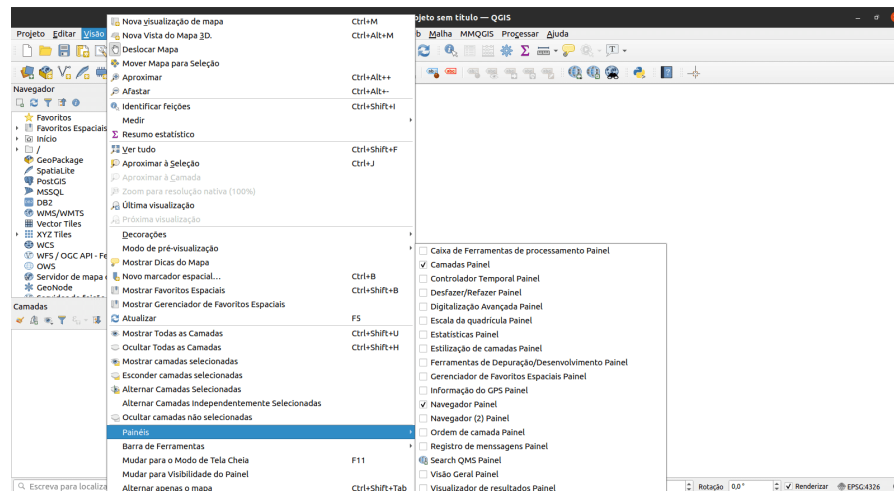 ojeto sem título — QGIS
Projeto Editar Visão
b Malha MMQGIS Progessar Ajuda
Navegador
Favoritos
Favoritos Espaciais
Início
/
GeoPackage
SpatiaLite
PostGIS
MSSQL
DB2
WMS/WMTS
Vector Tiles
XYZ Tiles
WCS
WFS / OGC API - Fe
OWS
Servidor de mapa
GeoNode
Camadas
Nova visualização de mapa Ctrl+M
Nova Vista do Mapa 3D. Ctrl+Alt+M
Deslocar Mapa
Mover Mapa para Seleção
Aproximar Ctrl+Alt++
Afastar Ctrl+Alt+-
Identificar feições Ctrl+Shift+I
Medir
Σ Resumo estatístico
Ver tudo Ctrl+Shift+F
Aproximar à Seleção Ctrl+J
Aproximar à Camada
Zoom para resolução nativa (100%)
Última visualização
Próxima visualização
Decorações
Modo de pré-visualização
Mostrar Dicas do Mapa
Novo marcador espacial... Ctrl+B
Mostrar Favoritos Espaciais Ctrl+Shift+B
Mostrar Gerenciador de Favoritos Espaciais
Atualizar F5
Mostrar Todas as Camadas Ctrl+Shift+U
Ocultar Todas as Camadas Ctrl+Shift+H
Mostrar camadas selecionadas
Esconder camadas selecionadas
Alternar Camadas Selecionadas
Alternar Camadas Independentemente Selecionadas
Ocultar camadas não selecionadas
Painéis
Barra de Ferramentas
Mudar para o Modo de Tela Cheia F11
Mudar para Visibilidade do Painel
Alternar apenas o mapa Ctrl+Shift+Tab
Caixa de Ferramentas de processamento Painel
Camadas Painel
Controlador Temporal Painel
Desfazer/Refazer Painel
Digitalização Avançada Painel
Escala da quadrícula Painel
Estatísticas Painel
Estilização de camadas Painel
Ferramentas de Depuração/Desenvolvimento Painel
Gerenciador de Favoritos Espaciais Painel
Informação do GPS Painel
Navegador Painel
Navegador (2) Painel
Ordem de camada Painel
Registro de menssagens Painel
Search QMS Painel
Visão Geral Painel
Visualizador de resultados Painel
Escreva para localiza
Rotação 0,0° Renderizar EPSG:4326